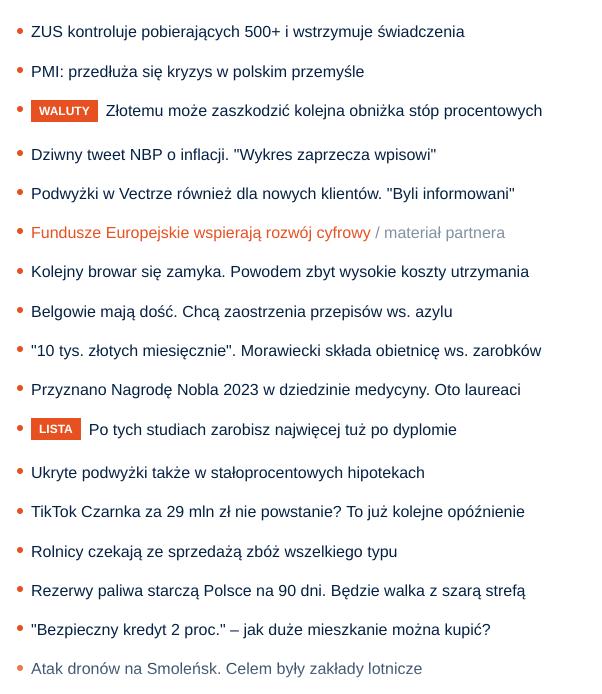 ZUS kontroluje pobierających 500+ i wstrzymuje świadczenia
PMI: przedłuża się kryzys w polskim przemyśle
WALUTY Złotemu może zaszkodzić kolejna obniżka stóp procentowych
Dziwny tweet NBP o inflacji. "Wykres zaprzecza wpisowi"
Podwyżki w Vectrze również dla nowych klientów. "Byli informowani"
Fundusze Europejskie wspierają rozwój cyfrowy / materiał partnera
Kolejny browar się zamyka. Powodem zbyt wysokie koszty utrzymania
Belgowie mają dość. Chcą zaostrzenia przepisów ws. azylu
"10 tys. złotych miesięcznie". Morawiecki składa obietnicę ws. zarobków
Przyznano Nagrodę Nobla 2023 w dziedzinie medycyny. Oto laureaci
LISTA Po tych studiach zarobisz najwięcej tuż po dyplomie
Ukryte podwyżki także w stałoprocentowych hipotekach
TikTok Czarnka za 29 mln zł nie powstanie? To już kolejne opóźnienie
Rolnicy czekają ze sprzedażą zbóż wszelkiego typu
Rezerwy paliwa starczą Polsce na 90 dni. Będzie walka z szarą strefą
"Bezpieczny kredyt 2 proc." – jak duże mieszkanie można kupić?
Atak dronów na Smoleńsk. Celem były zakłady lotnicze